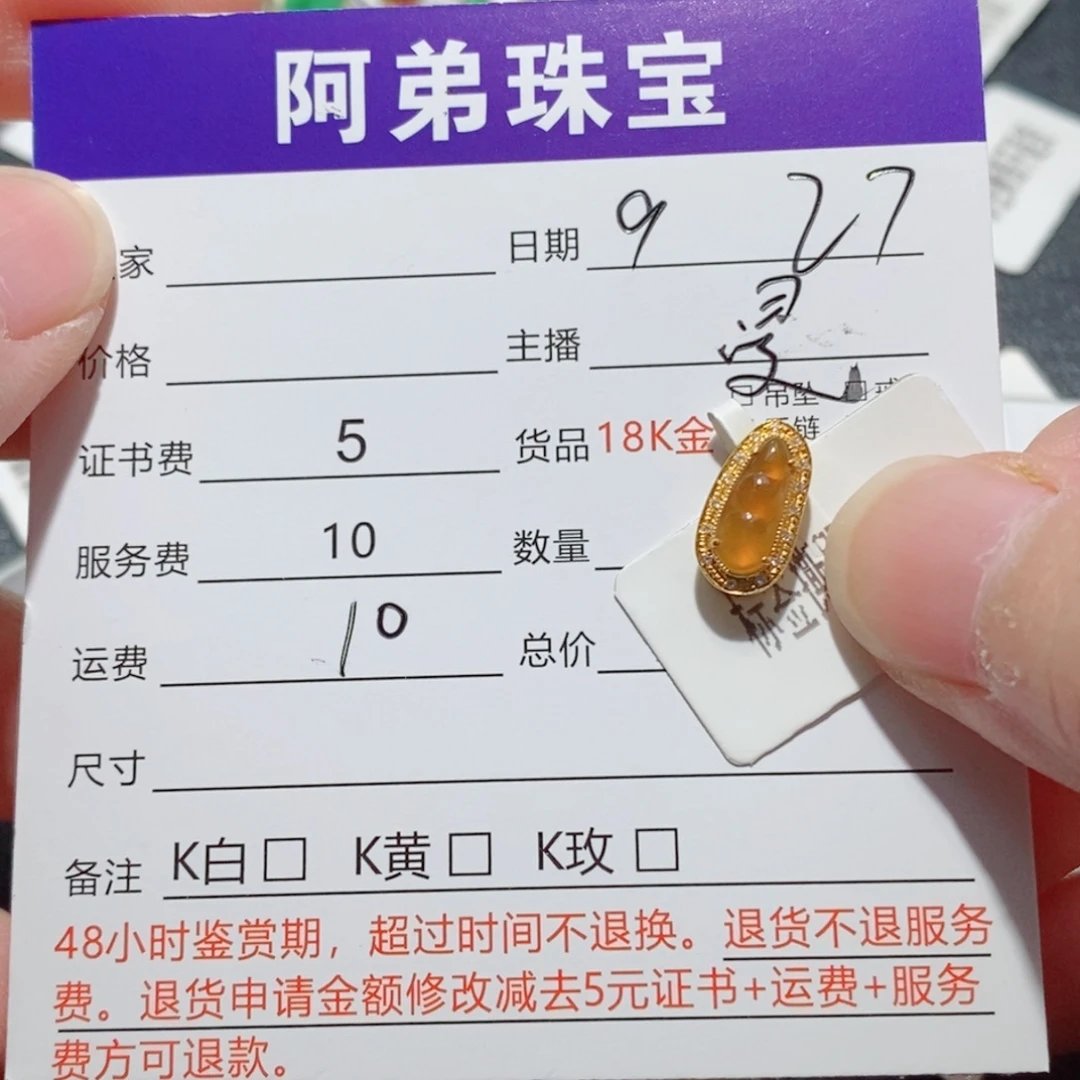 阿弟珠宝
家 日期 9 27
价格 主播
证书费 5 货品 18K金 吊坠
链
服务费 10 数量
运费 10 总价
尺寸
备注 K白□ K黄□ K玫□
48小时鉴赏期，超过时间不退换。退货不退服务
费。退货申请金额修改减去5元证书+运费+服务
费方可退款。